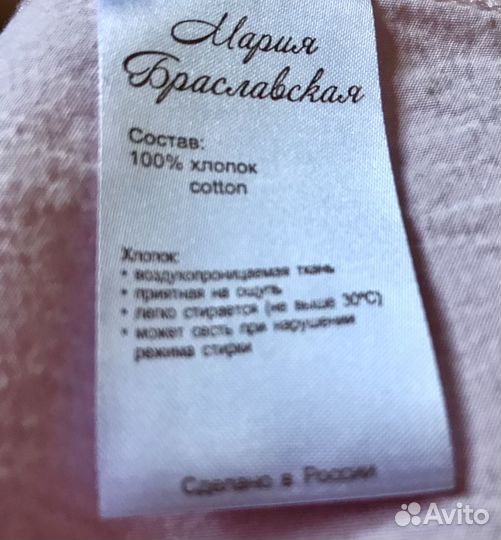 Мария
Браславская
Состав:
100% хлопок
cotton
Хлопок:
• воздухопроницаемая ткань
• приятная на ощупь
• легко стирается (не выше 30°C)
• может сесть при нарушении
режима стирки
Сделано в России
Avito